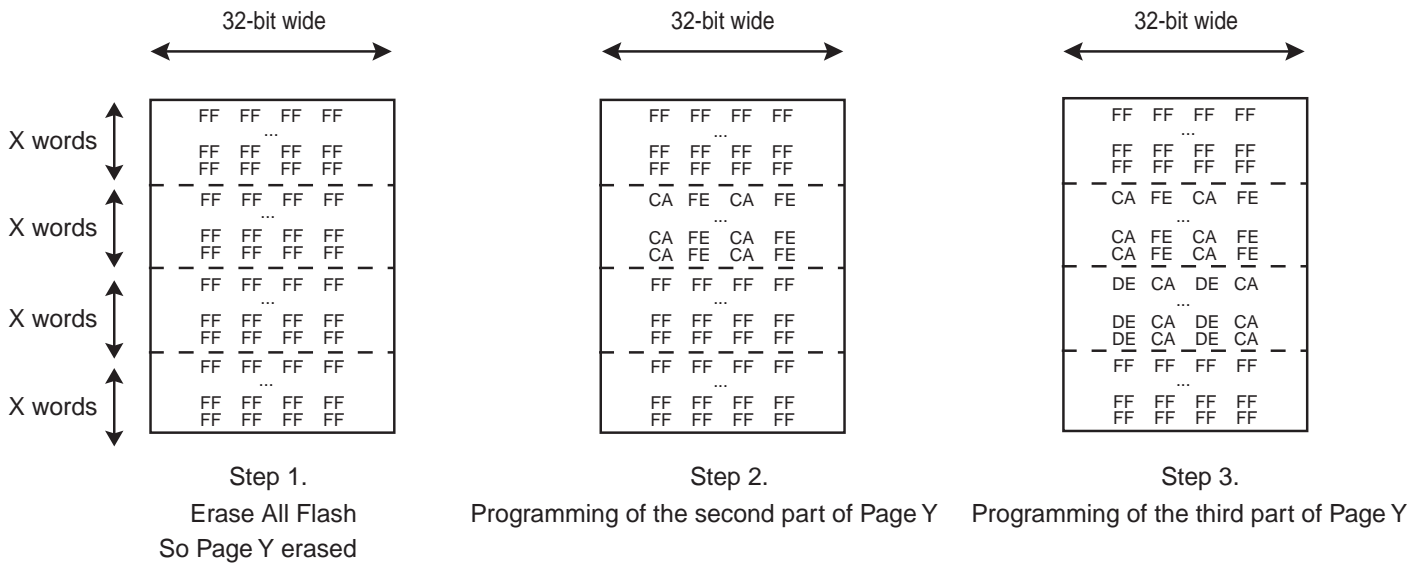 32-bit wide
32-bit wide
32-bit wide
X words
X words
X words
X words
FF FF FF FF
...
FF FF FF FF
FF FF FF FF
FF FF FF FF
...
FF FF FF FF
FF FF FF FF
FF FF FF FF
...
FF FF FF FF
FF FF FF FF
FF FF FF FF
...
FF FF FF FF
FF FF FF FF
FF FF FF FF
...
FF FF FF FF
FF FF FF FF
CA FE CA FE
...
CA FE CA FE
CA FE CA FE
FF FF FF FF
...
FF FF FF FF
FF FF FF FF
FF FF FF FF
...
FF FF FF FF
FF FF FF FF
FF FF FF FF
...
FF FF FF FF
FF FF FF FF
CA FE CA FE
...
CA FE CA FE
CA FE CA FE
DE CA DE CA
...
DE CA DE CA
DE CA DE CA
FF FF FF FF
...
FF FF FF FF
FF FF FF FF
Step 1.
Erase All Flash
So Page Y erased
Step 2.
Programming of the second part of Page Y
Step 3.
Programming of the third part of Page Y